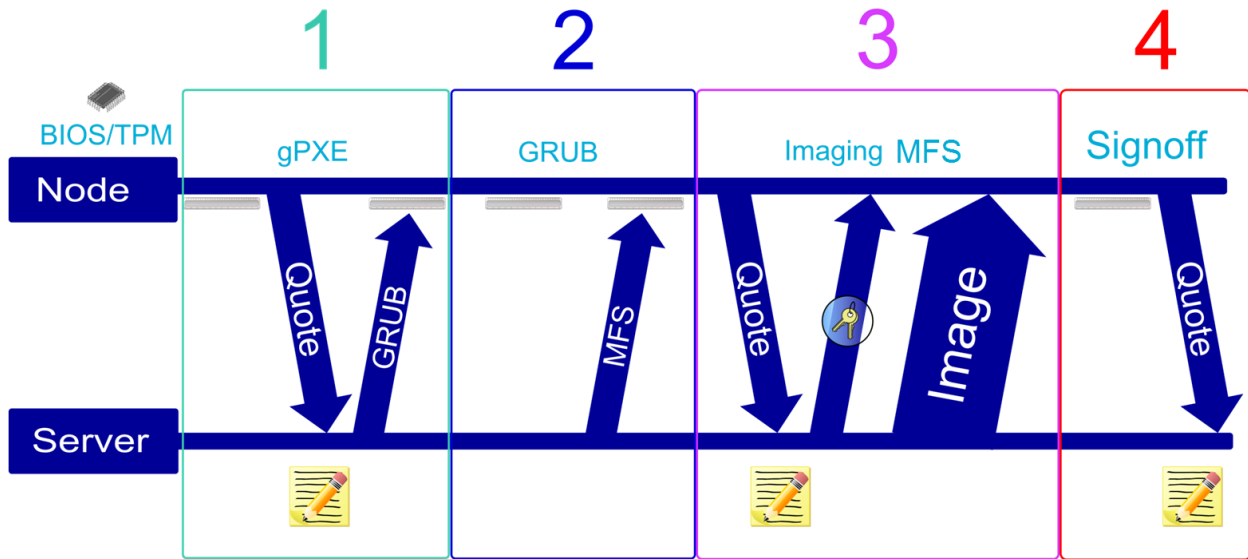 1
2
3
4
BIOS/TPM
gPXE
GRUB
Imaging MFS
Signoff
Node
Quote
GRUB
MFS
Quote
Image
Quote
Server